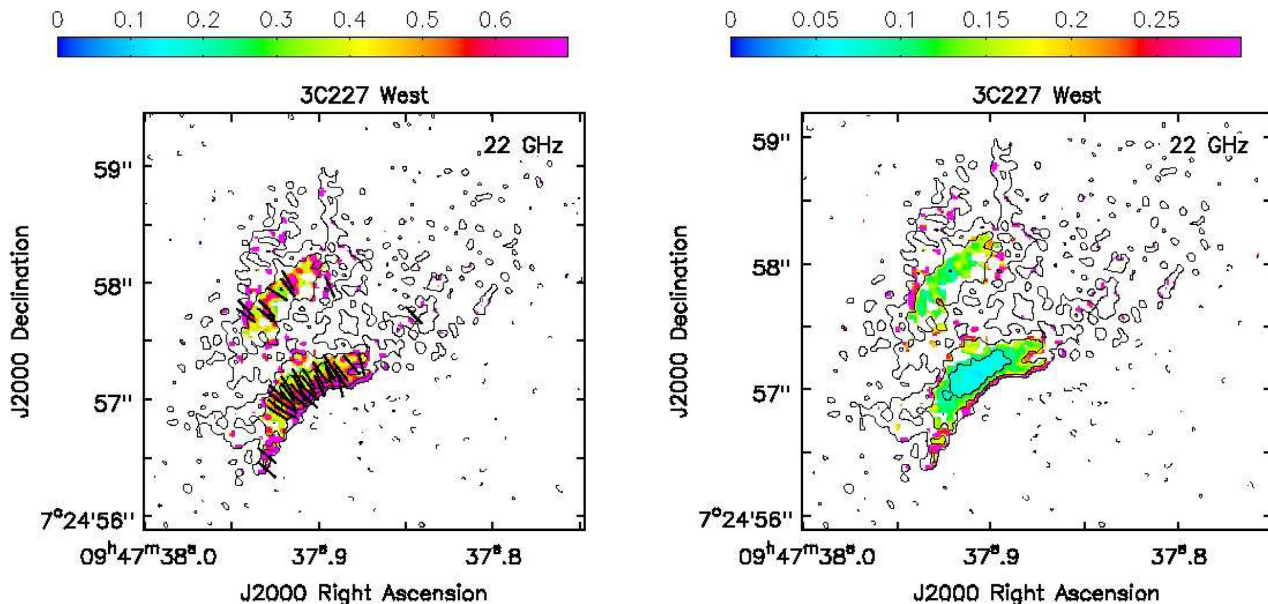 0 0.1 0.2 0.3 0.4 0.5 0.6
3C227 West
22 GHz
59"
58"
57"
7°24'56"
J2000 Declination
09ʰ47ᵐ38ˢ.0 37ˢ.9 37ˢ.8
J2000 Right Ascension
0 0.05 0.1 0.15 0.2 0.25
3C227 West
22 GHz
59"
58"
57"
7°24'56"
J2000 Declination
09ʰ47ᵐ38ˢ.0 37ˢ.9 37ˢ.8
J2000 Right Ascension